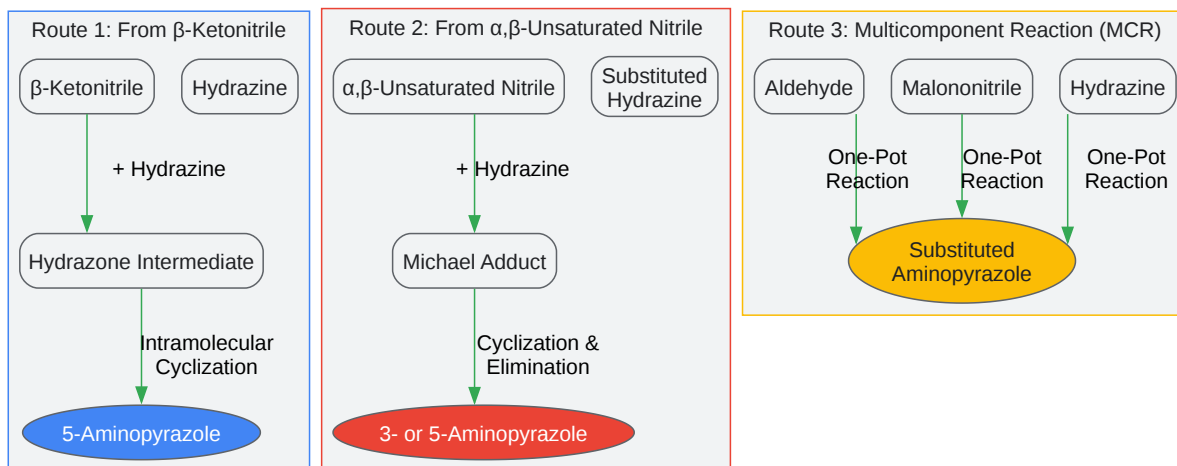 Route 1: From β-Ketonitrile
β-Ketonitrile
Hydrazine
+ Hydrazine
Hydrazone Intermediate
Intramolecular
Cyclization
5-Aminopyrazole
Route 2: From α,β-Unsaturated Nitrile
α,β-Unsaturated Nitrile
Substituted
Hydrazine
+ Hydrazine
Michael Adduct
Cyclization &
Elimination
3- or 5-Aminopyrazole
Route 3: Multicomponent Reaction (MCR)
Aldehyde
Malononitrile
Hydrazine
One-Pot
Reaction
One-Pot
Reaction
One-Pot
Reaction
Substituted
Aminopyrazole